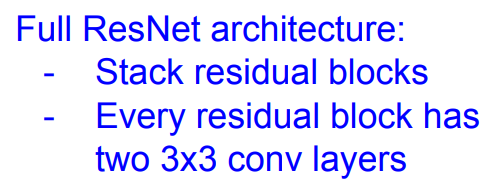 Full ResNet architecture:
- Stack residual blocks
- Every residual block has
two 3x3 conv layers